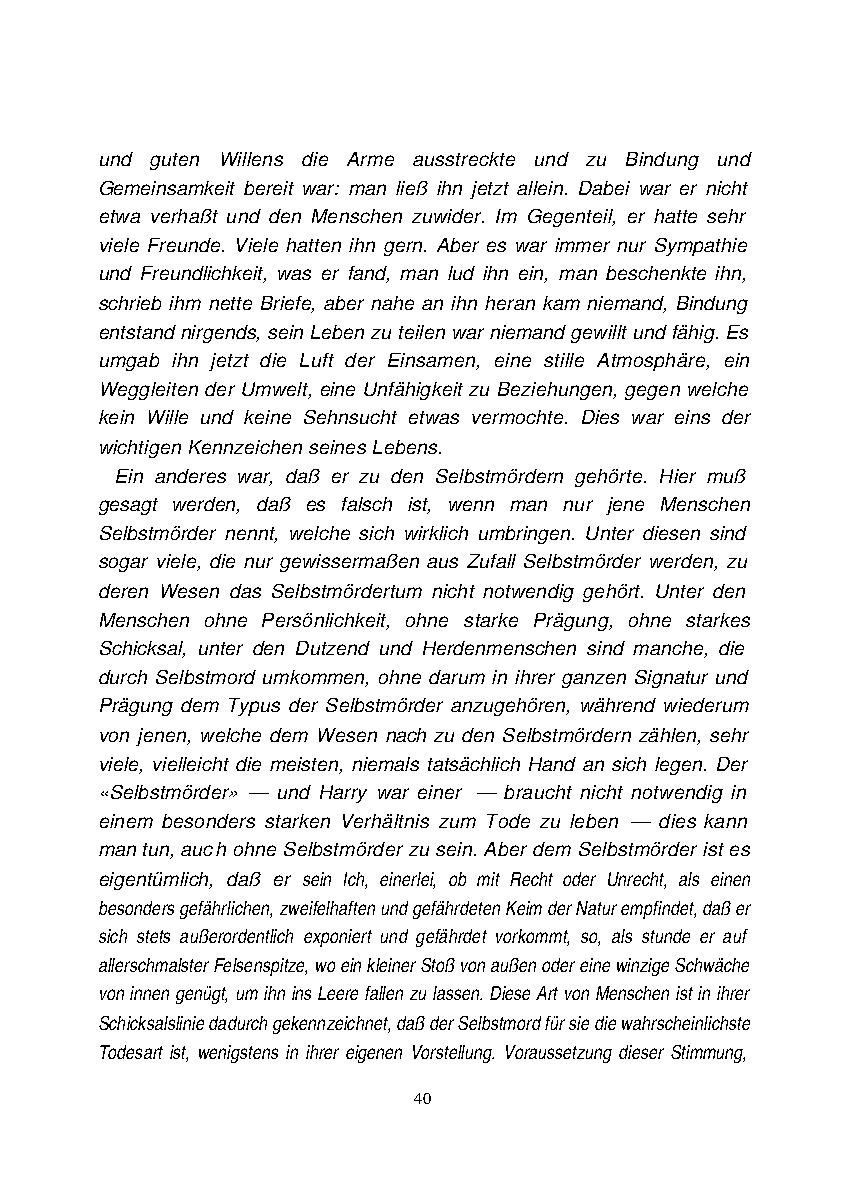 und guten Willens die Arme ausstreckte und zu Bindung und
Gemeinsamkeit bereit war: man ließ ihn jetzt allein. Dabei war er nicht
etwa verhaßt und den Menschen zuwider. Im Gegenteil, er hatte sehr
viele Freunde. Viele hatten ihn gern. Aber es war immer nur Sympathie
und Freundlichkeit, was er fand, man lud ihn ein, man beschenkte ihn,
schrieb ihm nette Briefe, aber nahe an ihn heran kam niemand, Bindung
entstand nirgends, sein Leben zu teilen war niemand gewillt und fähig. Es
umgab ihn jetzt die Luft der Einsamen, eine stille Atmosphäre, ein
Weggleiten der Umwelt, eine Unfähigkeit zu Beziehungen, gegen welche
kein Wille und keine Sehnsucht etwas vermochte. Dies war eins der
wichtigen Kennzeichen seines Lebens.
Ein anderes war, daß er zu den Selbstmördern gehörte. Hier muß
gesagt werden, daß es falsch ist, wenn man nur jene Menschen
Selbstmörder nennt, welche sich wirklich umbringen. Unter diesen sind
sogar viele, die nur gewissermaßen aus Zufall Selbstmörder werden, zu
deren Wesen das Selbstmördertum nicht notwendig gehört. Unter den
Menschen ohne Persönlichkeit, ohne starke Prägung, ohne starkes
Schicksal, unter den Dutzend und Herdenmenschen sind manche, die
durch Selbstmord umkommen, ohne darum in ihrer ganzen Signatur und
Prägung dem Typus der Selbstmörder anzugehören, während wiederum
von jenen, welche dem Wesen nach zu den Selbstmördern zählen, sehr
viele, vielleicht die meisten, niemals tatsächlich Hand an sich legen. Der
«Selbstmörder» — und Harry war einer — braucht nicht notwendig in
einem besonders starken Verhältnis zum Tode zu leben — dies kann
man tun, auch ohne Selbstmörder zu sein. Aber dem Selbstmörder ist es
eigentümlich, daß er sein Ich, einerlei, ob mit Recht oder Unrecht, als einen
besonders gefährlichen, zweifelhaften und gefährdeten Keim der Natur empfindet, daß er
sich stets außerordentlich exponiert und gefährdet vorkommt, so, als stunde er auf
allerschmalster Felsenspitze, wo ein kleiner Stoß von außen oder eine winzige Schwäche
von innen genügt, um ihn ins Leere fallen zu lassen. Diese Art von Menschen ist in ihrer
Schicksalslinie dadurch gekennzeichnet, daß der Selbstmord für sie die wahrscheinlichste
Todesart ist, wenigstens in ihrer eigenen Vorstellung. Voraussetzung dieser Stimmung,
40